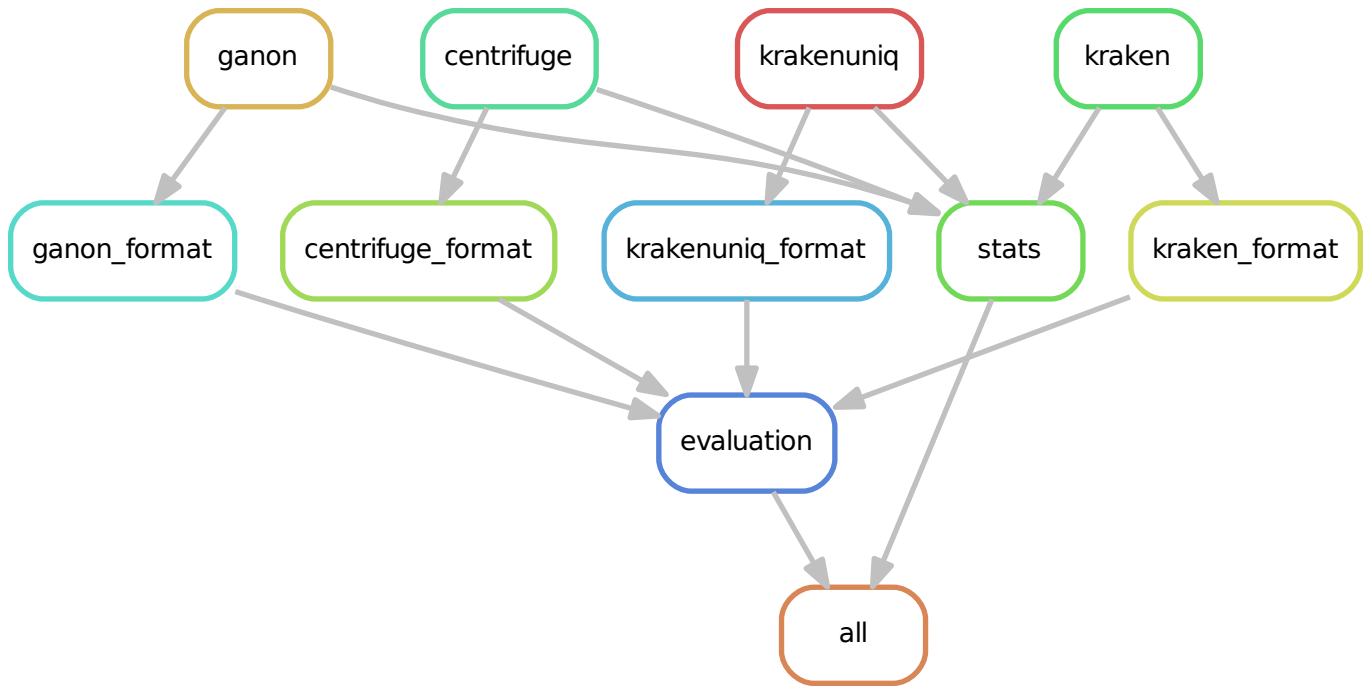 ganon
centrifuge
krakenuniq
kraken
ganon_format
centrifuge_format
krakenuniq_format
stats
kraken_format
evaluation
all